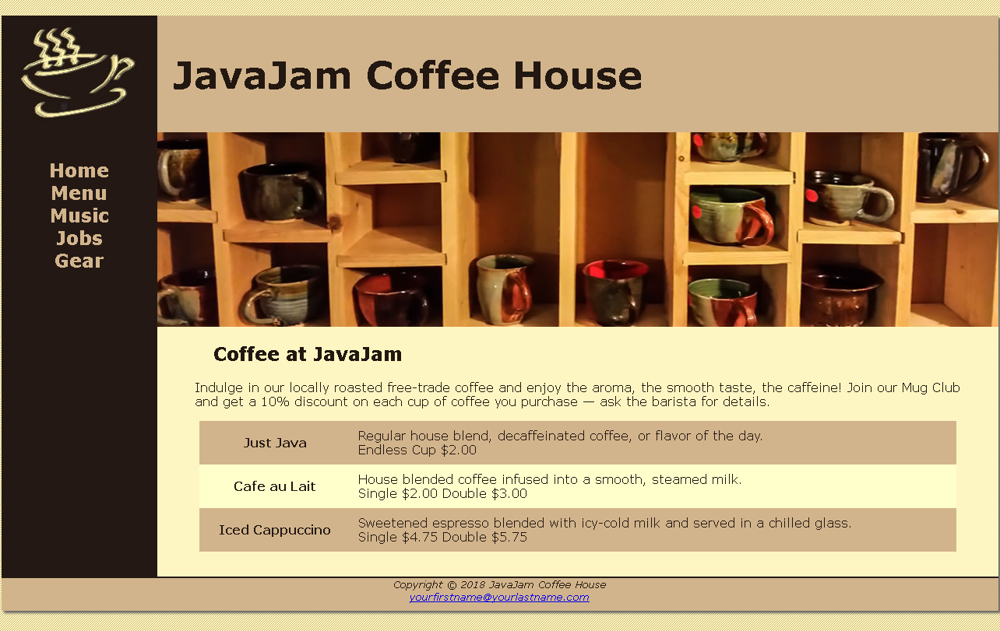 JavaJam Coffee House
Home
Menu
Music
Jobs
Gear
Coffee at JavaJam
Indulge in our locally roasted free-trade coffee and enjoy the aroma, the smooth taste, the caffeine! Join our Mug Club
and get a 10% discount on each cup of coffee you purchase — ask the barista for details.
Just Java
Regular house blend, decaffeinated coffee, or flavor of the day.
Endless Cup $2.00
Cafe au Lait
House blended coffee infused into a smooth, steamed milk.
Single $2.00 Double $3.00
Iced Cappuccino
Sweetened espresso blended with icy-cold milk and served in a chilled glass.
Single $4.75 Double $5.75
Copyright © 2018 JavaJam Coffee House
yourfirstname@yourlastname.com